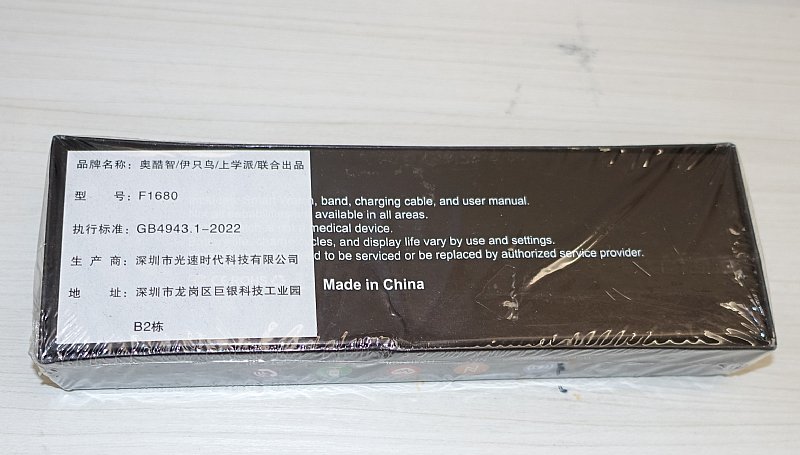 品牌名称：奥酷智/伊只鸟/上学派/联合出品
型 号：F1680
执行标准：GB4943.1-2022
生 产 商：深圳市光速时代科技有限公司
地 址：深圳市龙岗区巨银科技工业园
B2栋
band, charging cable, and user manual.
available in all areas.
medical device.
and display life vary by use and settings.
to be serviced or be replaced by authorized service provider.
Made in China